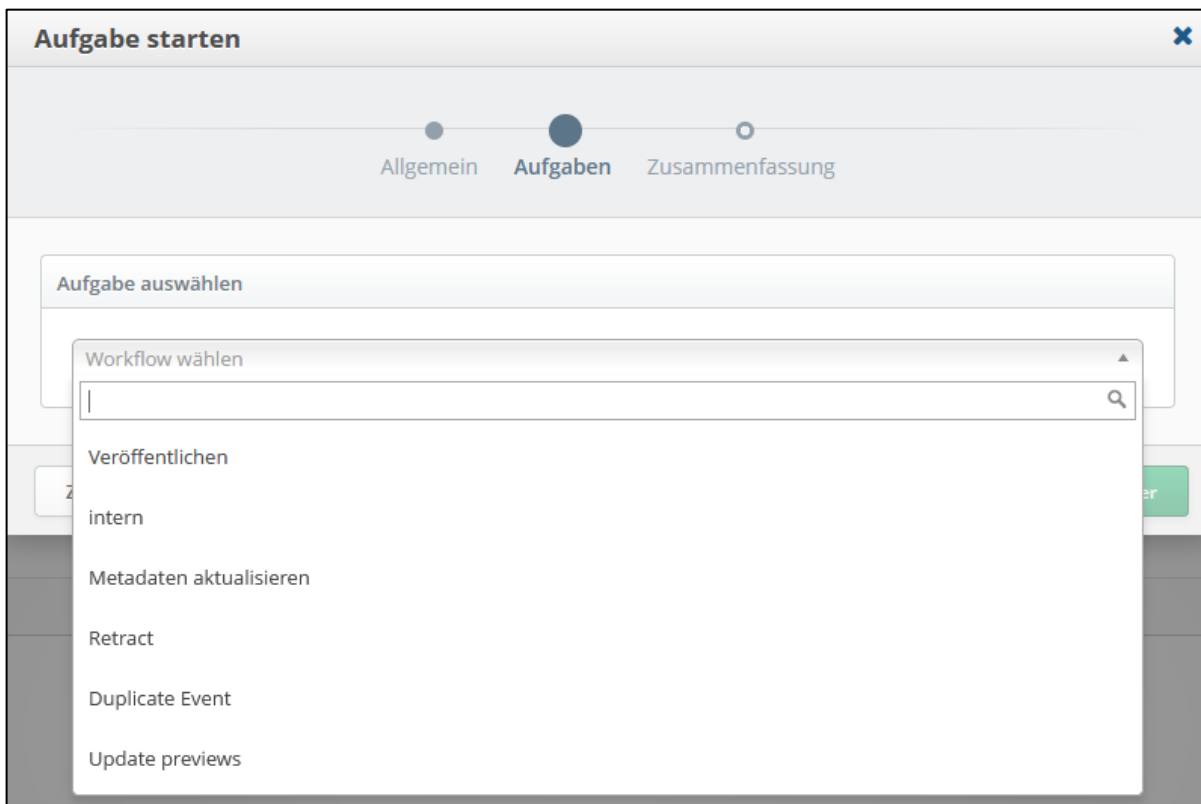 Aufgabe starten
Allgemein Aufgaben Zusammenfassung
Aufgabe auswählen
Workflow wählen
Veröffentlichen
intern
Metadaten aktualisieren
Retract
Duplicate Event
Update previews